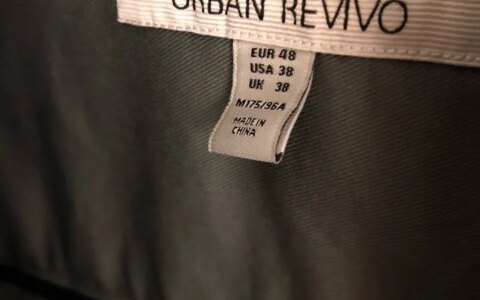 URBAN REVIVO
EUR 48
USA 38
UK 38
M175/96A
MADE IN
CHINA